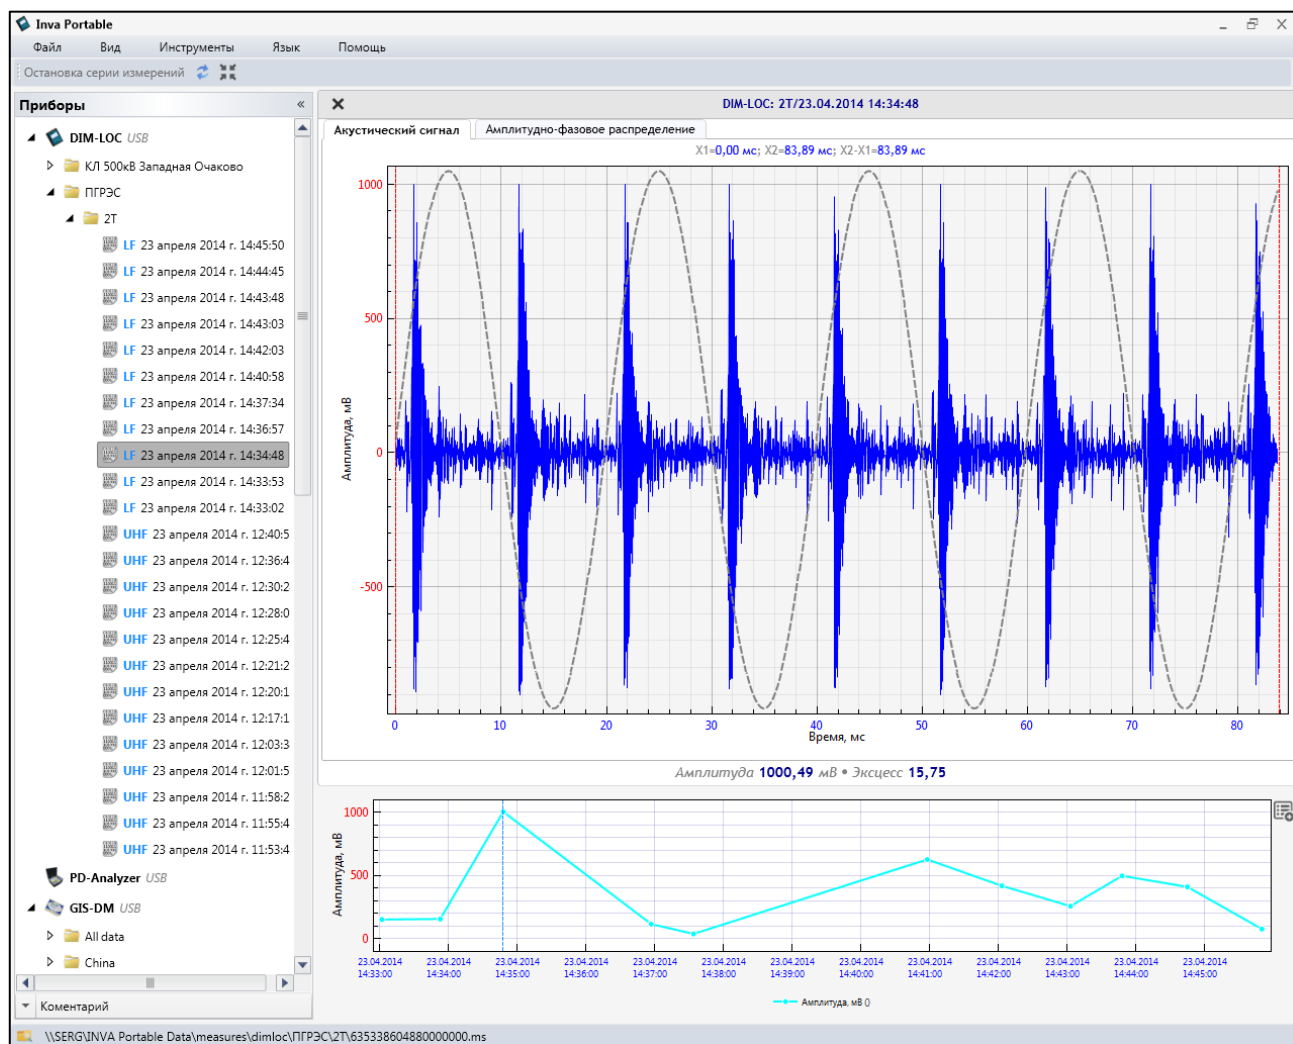 Inva Portable
Файл Вид Инструменты Язык Помощь
Остановка серии измерений
Приборы «
DIM-LOC USB
КЛ 500кВ Западная Очаково
ПГРЭС
2Т
LF 23 апреля 2014 г. 14:45:50
LF 23 апреля 2014 г. 14:44:45
LF 23 апреля 2014 г. 14:43:48
LF 23 апреля 2014 г. 14:43:03
LF 23 апреля 2014 г. 14:42:03
LF 23 апреля 2014 г. 14:40:58
LF 23 апреля 2014 г. 14:37:34
LF 23 апреля 2014 г. 14:36:57
LF 23 апреля 2014 г. 14:34:48
LF 23 апреля 2014 г. 14:33:53
LF 23 апреля 2014 г. 14:33:02
UHF 23 апреля 2014 г. 12:40:5
UHF 23 апреля 2014 г. 12:36:4
UHF 23 апреля 2014 г. 12:30:2
UHF 23 апреля 2014 г. 12:28:0
UHF 23 апреля 2014 г. 12:25:4
UHF 23 апреля 2014 г. 12:21:2
UHF 23 апреля 2014 г. 12:20:1
UHF 23 апреля 2014 г. 12:17:1
UHF 23 апреля 2014 г. 12:03:3
UHF 23 апреля 2014 г. 12:01:5
UHF 23 апреля 2014 г. 11:58:2
UHF 23 апреля 2014 г. 11:55:4
UHF 23 апреля 2014 г. 11:53:4
PD-Analyzer USB
GIS-DM USB
All data
China
Коментарий
DIM-LOC: 2Т/23.04.2014 14:34:48
Акустический сигнал Амплитудно-фазовое распределение
X1=0,00 мс; X2=83,89 мс; X2-X1=83,89 мс
Амплитуда, мВ
1000
500
0
-500
0 10 20 30 40 50 60 70 80
Время, мс
Амплитуда 1000,49 мВ • Эксцесс 15,75
Амплитуда, мВ
1000
500
0
23.04.2014 23.04.2014 23.04.2014 23.04.2014 23.04.2014 23.04.2014 23.04.2014 23.04.2014 23.04.2014 23.04.2014 23.04.2014 23.04.2014 23.04.2014
14:33:00 14:34:00 14:35:00 14:36:00 14:37:00 14:38:00 14:39:00 14:40:00 14:41:00 14:42:00 14:43:00 14:44:00 14:45:00
Амплитуда, мВ ()
\\SERG\INVA Portable Data\measures\dimloc\ПГРЭС\2Т\635338604880000000.ms